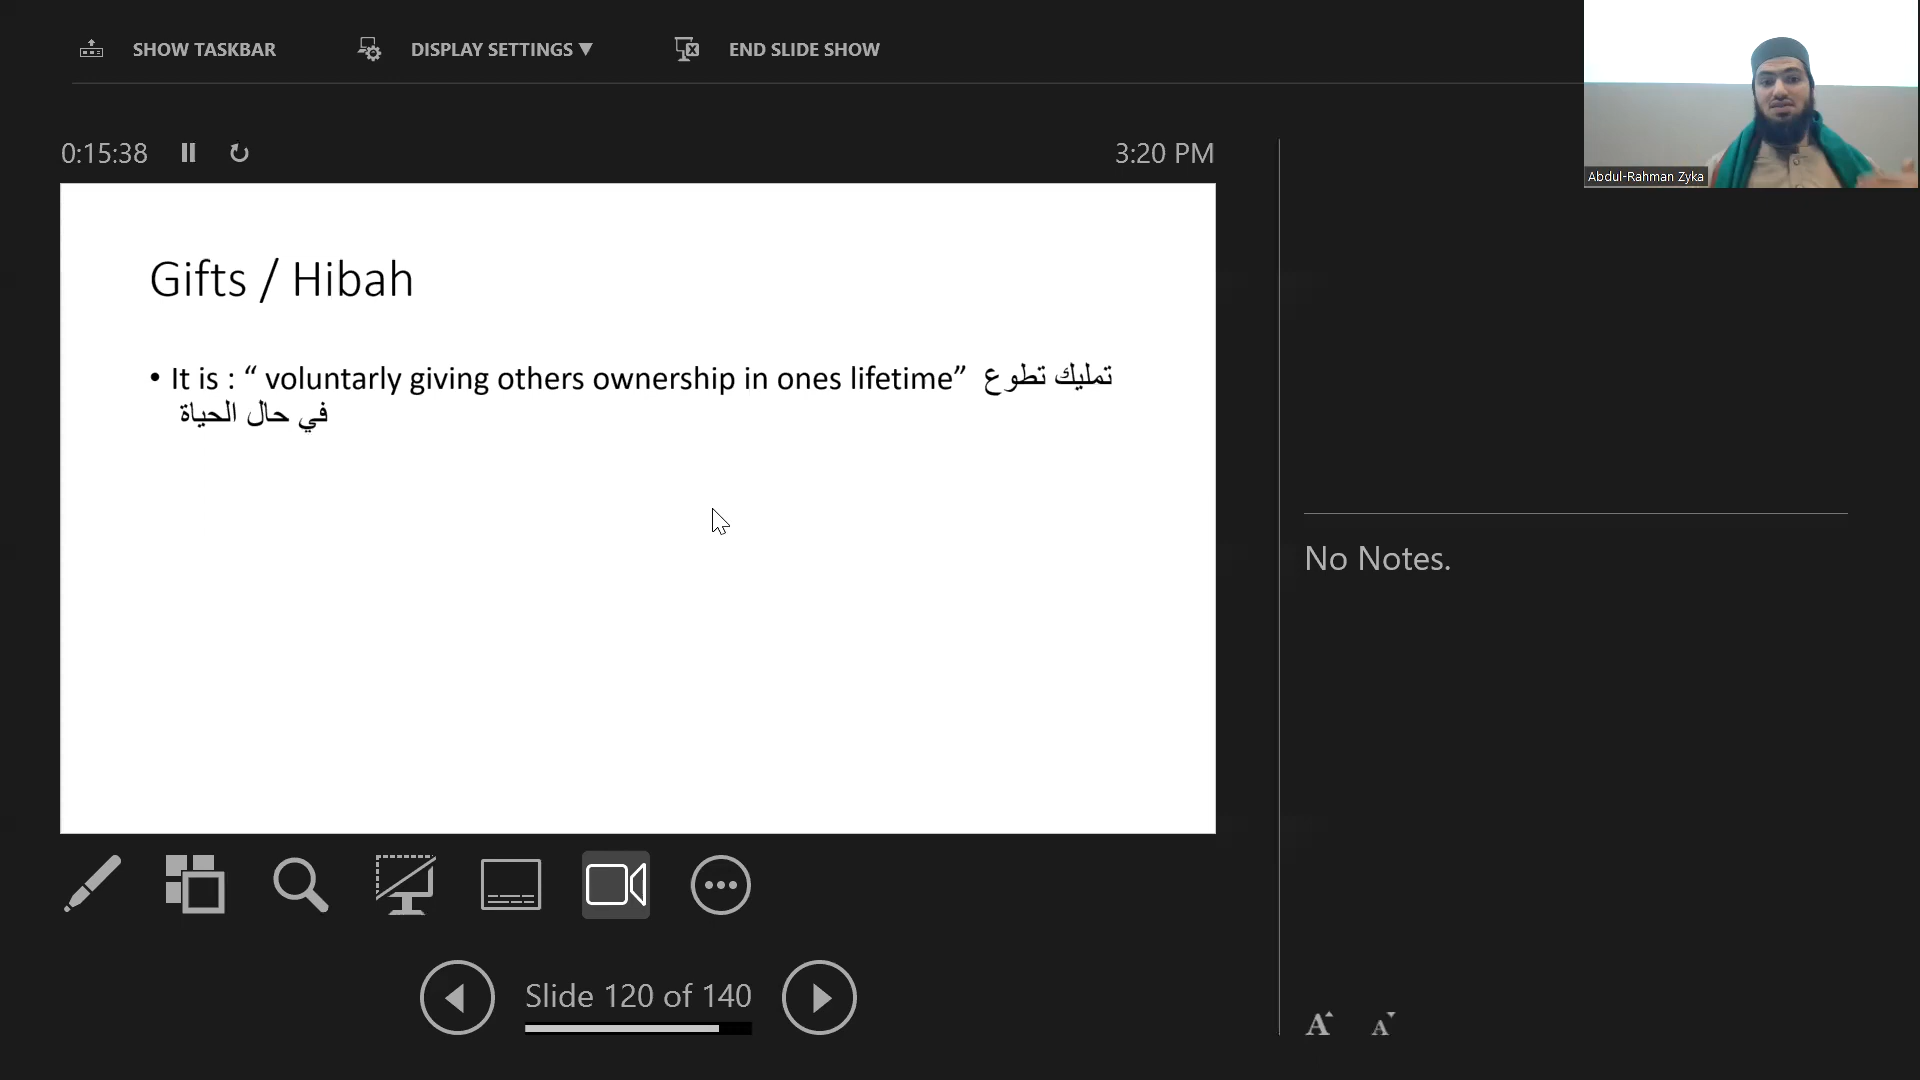 SHOW TASKBAR DISPLAY SETTINGS ▼ END SLIDE SHOW
Abdul-Rahman Zyka
0:15:38 3:20 PM
Gifts / Hibah
• It is : “ voluntarly giving others ownership in ones lifetime” تمليك تطوع
في حال الحياة
No Notes.
Slide 120 of 140
A A